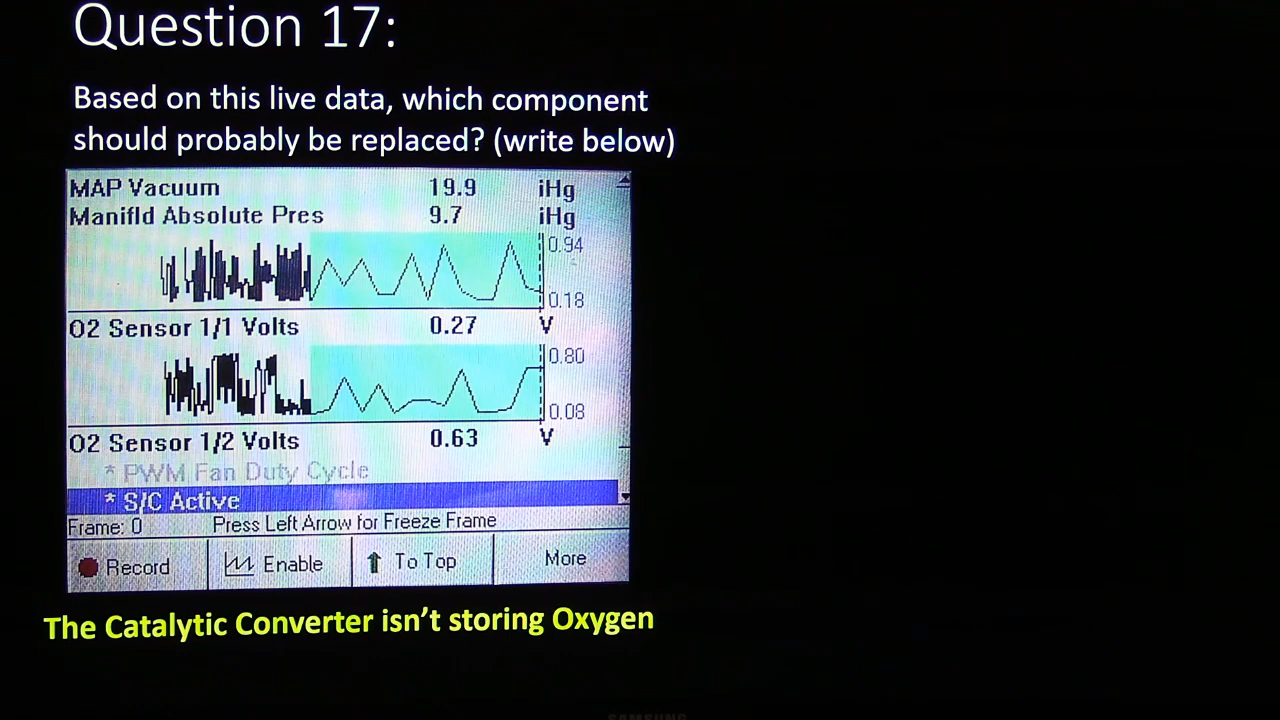 Question 17:
Based on this live data, which component
should probably be replaced? (write below)
MAP Vacuum 19.9 iHg
Manifld Absolute Pres 9.7 iHg
0.94
0.18
O2 Sensor 1/1 Volts 0.27 V
0.80
0.08
O2 Sensor 1/2 Volts 0.63 V
* PWM Fan Duty Cycle
* S/C Active
Frame: 0 Press Left Arrow for Freeze Frame
Record Enable To Top More
The Catalytic Converter isn't storing Oxygen
SAMSUNG